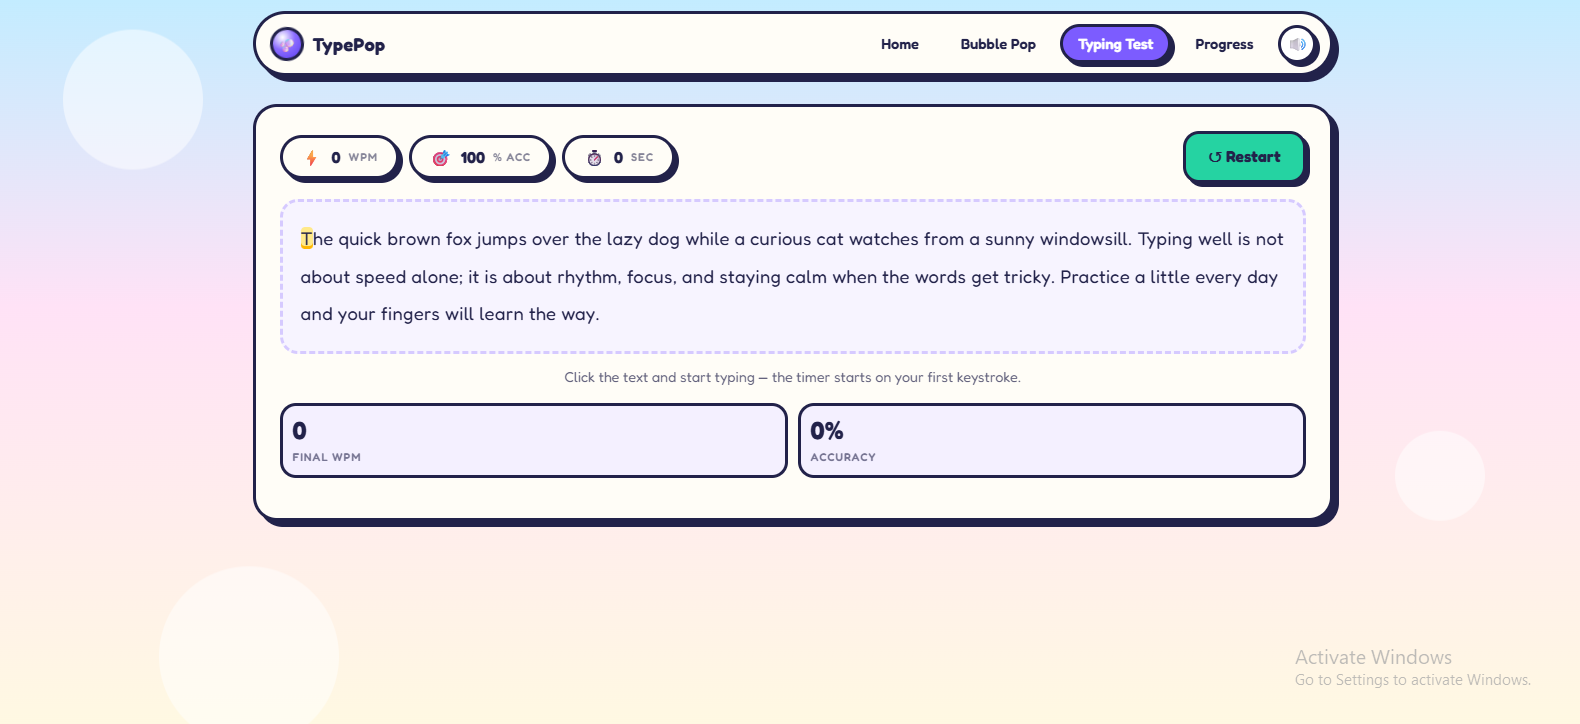 TypePop
Home
Bubble Pop
Typing Test
Progress
0 WPM
100 % ACC
0 SEC
↺ Restart
The quick brown fox jumps over the lazy dog while a curious cat watches from a sunny windowsill. Typing well is not
about speed alone; it is about rhythm, focus, and staying calm when the words get tricky. Practice a little every day
and your fingers will learn the way.
Click the text and start typing — the timer starts on your first keystroke.
0
FINAL WPM
0%
ACCURACY
Activate Windows
Go to Settings to activate Windows.